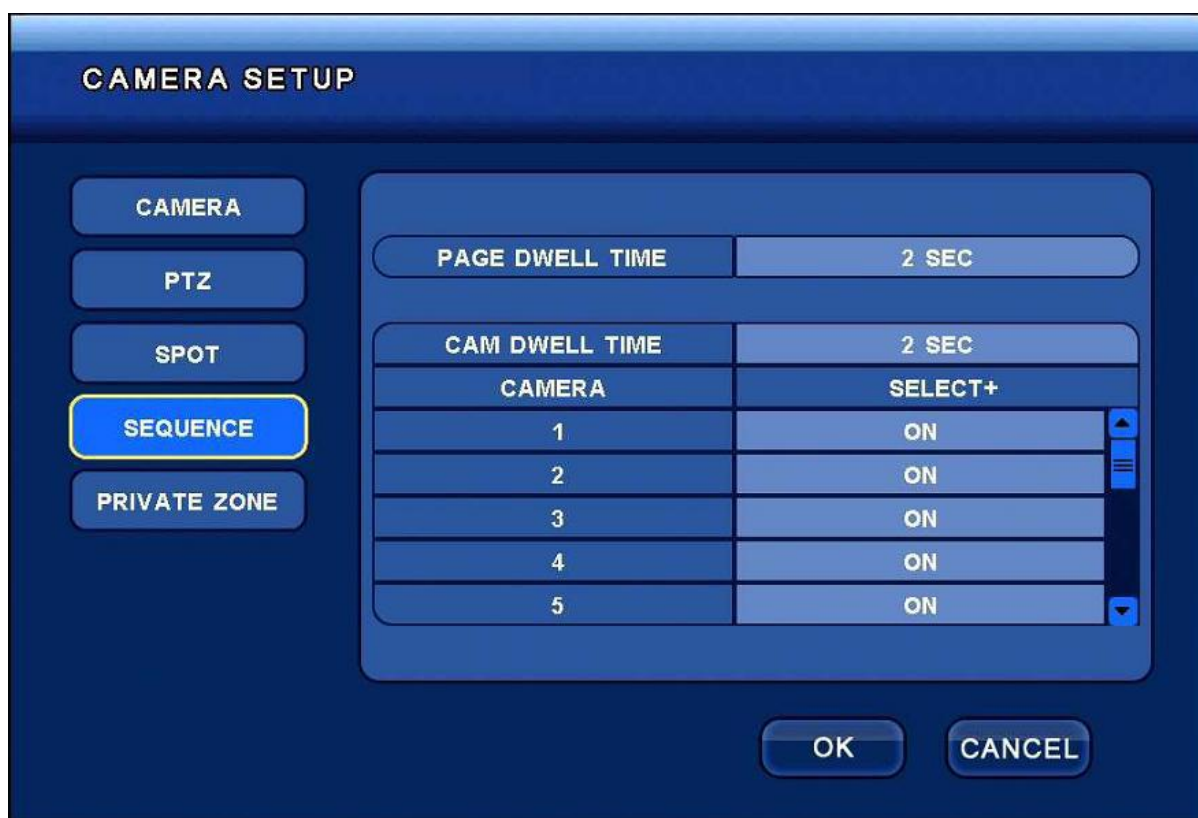 CAMERA SETUP
CAMERA
PTZ
SPOT
SEQUENCE
PRIVATE ZONE
PAGE DWELL TIME 2 SEC
CAM DWELL TIME 2 SEC
CAMERA SELECT+
1 ON
2 ON
3 ON
4 ON
5 ON
OK CANCEL